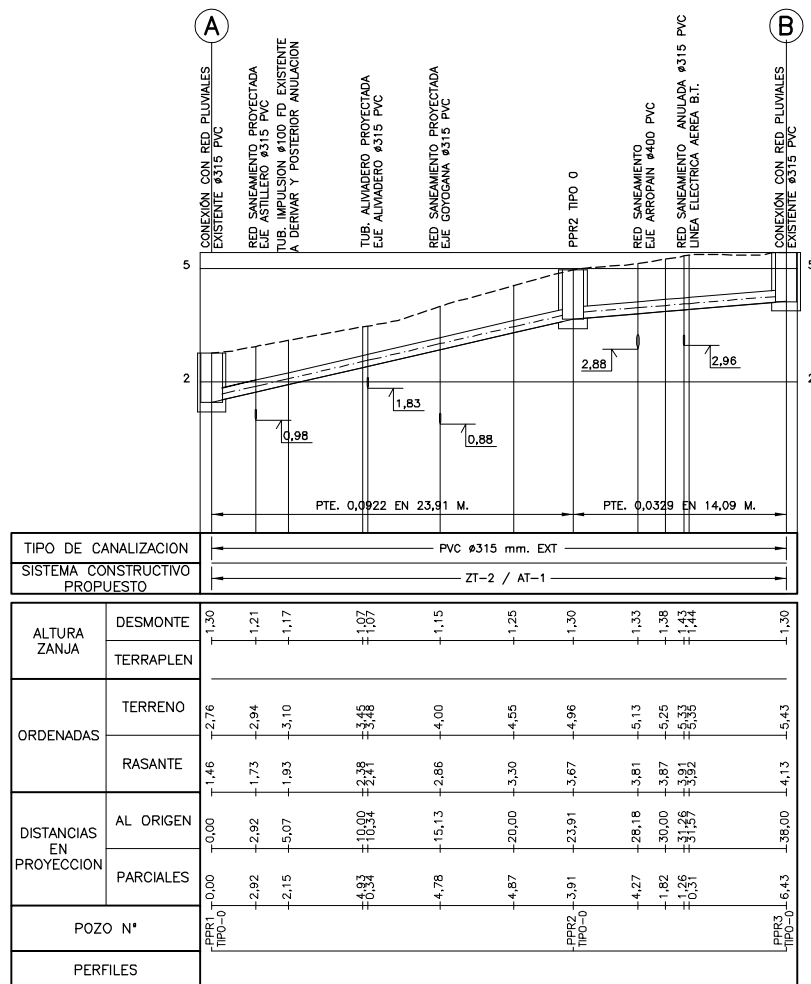 A
B
CONEXIÓN CON RED PLUVIALES
EXISTENTE ø315 PVC
RED SANEAMIENTO PROYECTADA
EJE ASTILLERO ø315 PVC
TUB. IMPULSION ø100 FD EXISTENTE
A DERIVAR Y POSTERIOR ANULACION
TUB. ALIVIADERO PROYECTADA
EJE ALIVIADERO ø315 PVC
RED SANEAMIENTO PROYECTADA
EJE GOYOGANA ø315 PVC
PPR2 TIPO 0
RED SANEAMIENTO
EJE ARROPAIN ø400 PVC
RED SANEAMIENTO ANULADA ø315 PVC
LINEA ELECTRICA AEREA B.T.
CONEXIÓN CON RED PLUVIALES
EXISTENTE ø315 PVC
5
5
2
2
0,98
1,83
0,88
2,88
2,96
PTE. 0,0922 EN 23,91 M.
PTE. 0,0329 EN 14,09 M.
TIPO DE CANALIZACION
PVC ø315 mm. EXT
SISTEMA CONSTRUCTIVO
PROPUESTO
ZT-2 / AT-1
ALTURA
ZANJA
DESMONTE
1,30 1,21 1,17 1,07 1,07 1,15 1,25 1,30 1,33 1,38 1,43 1,44 1,30
TERRAPLEN
ORDENADAS
TERRENO
2,76 2,94 3,10 3,45 3,48 4,00 4,55 4,96 5,13 5,25 5,33 5,35 5,43
RASANTE
1,46 1,73 1,93 2,38 2,41 2,86 3,30 3,67 3,81 3,87 3,91 3,92 4,13
DISTANCIAS
EN
PROYECCION
AL ORIGEN
0,00 2,92 5,07 10,00 10,34 15,13 20,00 23,91 28,18 30,00 31,26 31,57 38,00
PARCIALES
0,00 2,92 2,15 4,93 0,34 4,78 4,87 3,91 4,27 1,82 1,26 0,31 6,43
POZO Nº
PPR1
TIPO-0
PPR2
TIPO-0
PPR3
TIPO-0
PERFILES